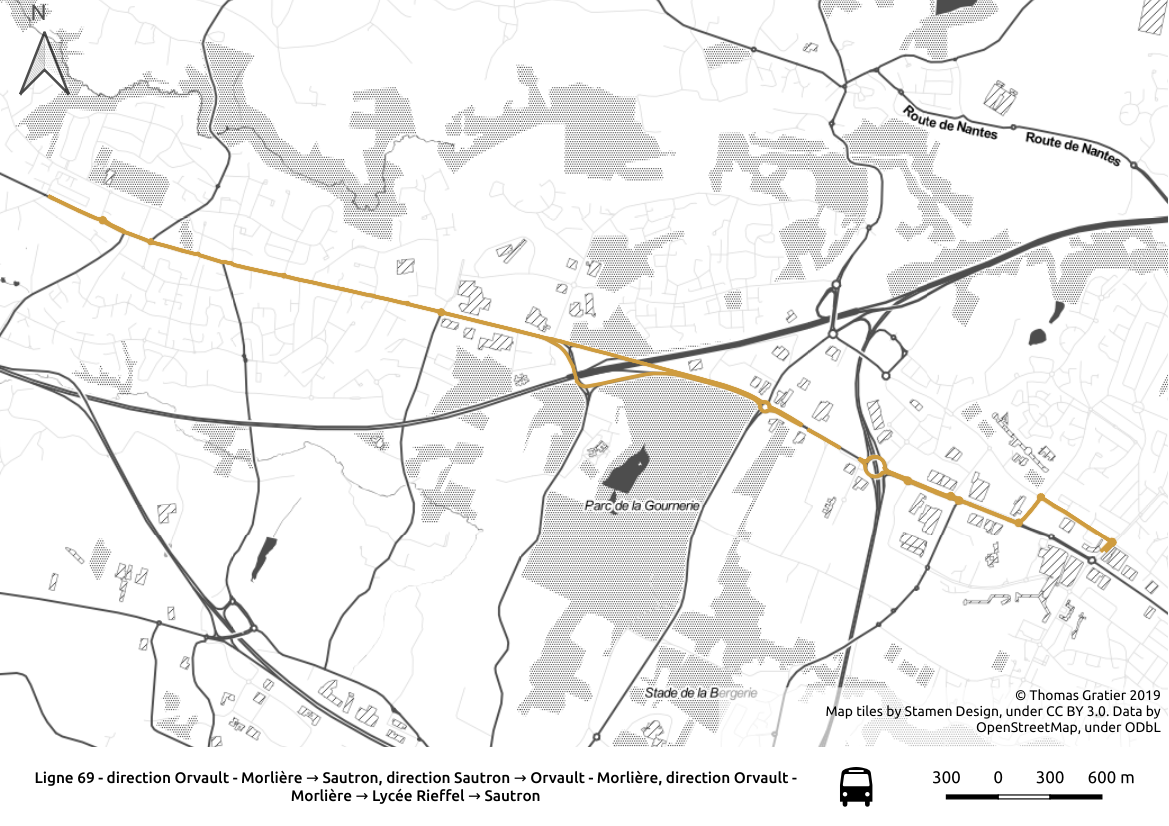 N
Route de Nantes
Route de Nantes
Parc de la Gournerie
Stade de la Bergerie
© Thomas Gratier 2019
Map tiles by Stamen Design, under CC BY 3.0. Data by
OpenStreetMap, under ODbL
Ligne 69 - direction Orvault - Morlière → Sautron, direction Sautron → Orvault - Morlière, direction Orvault -
Morlière → Lycée Rieffel → Sautron
300 0 300 600 m